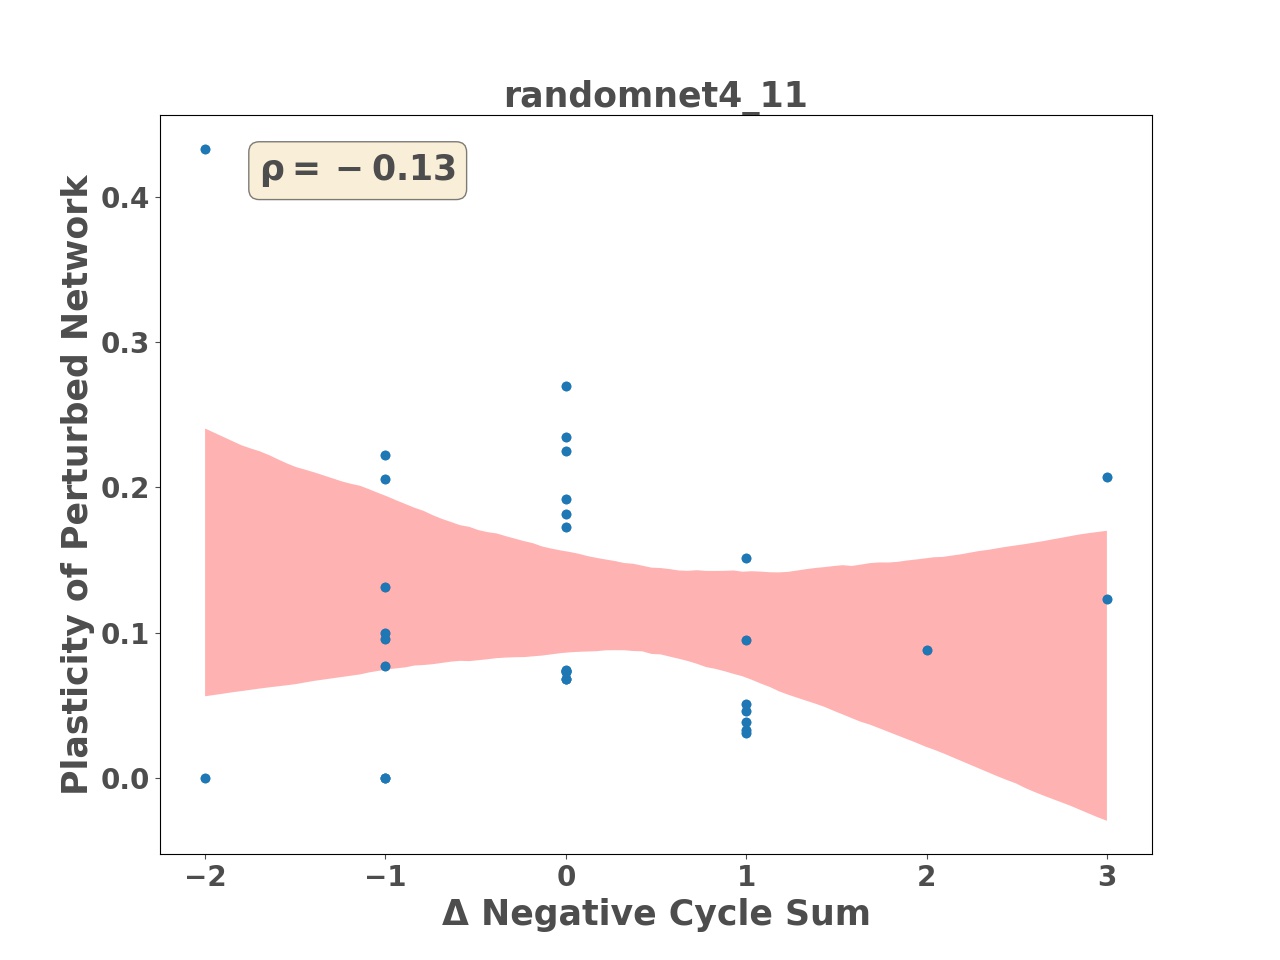 randomnet4_11
ρ = − 0.13
Plasticity of Perturbed Network
0.4
0.3
0.2
0.1
0.0
−2 −1 0 1 2 3
Δ Negative Cycle Sum